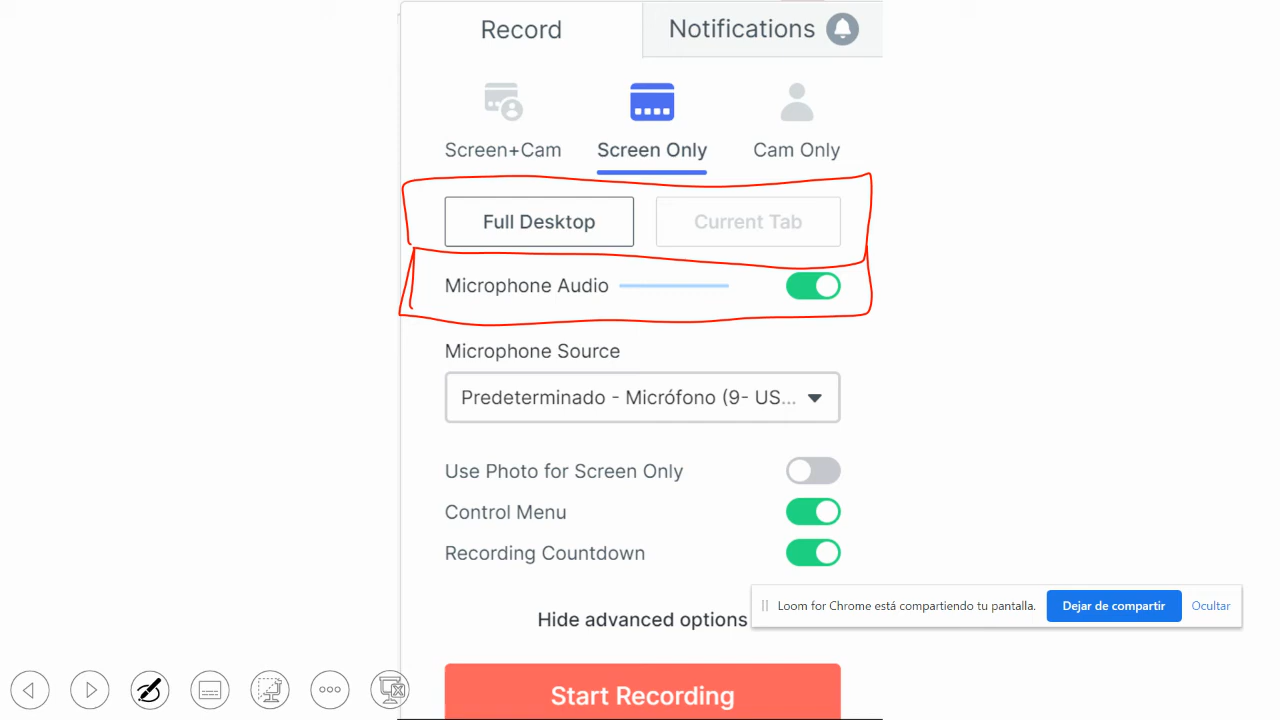 Record
Notifications
Screen+Cam
Screen Only
Cam Only
Full Desktop
Current Tab
Microphone Audio
Microphone Source
Predeterminado - Micrófono (9- US...
Use Photo for Screen Only
Control Menu
Recording Countdown
Loom for Chrome está compartiendo tu pantalla.
Dejar de compartir
Ocultar
Hide advanced options
Start Recording